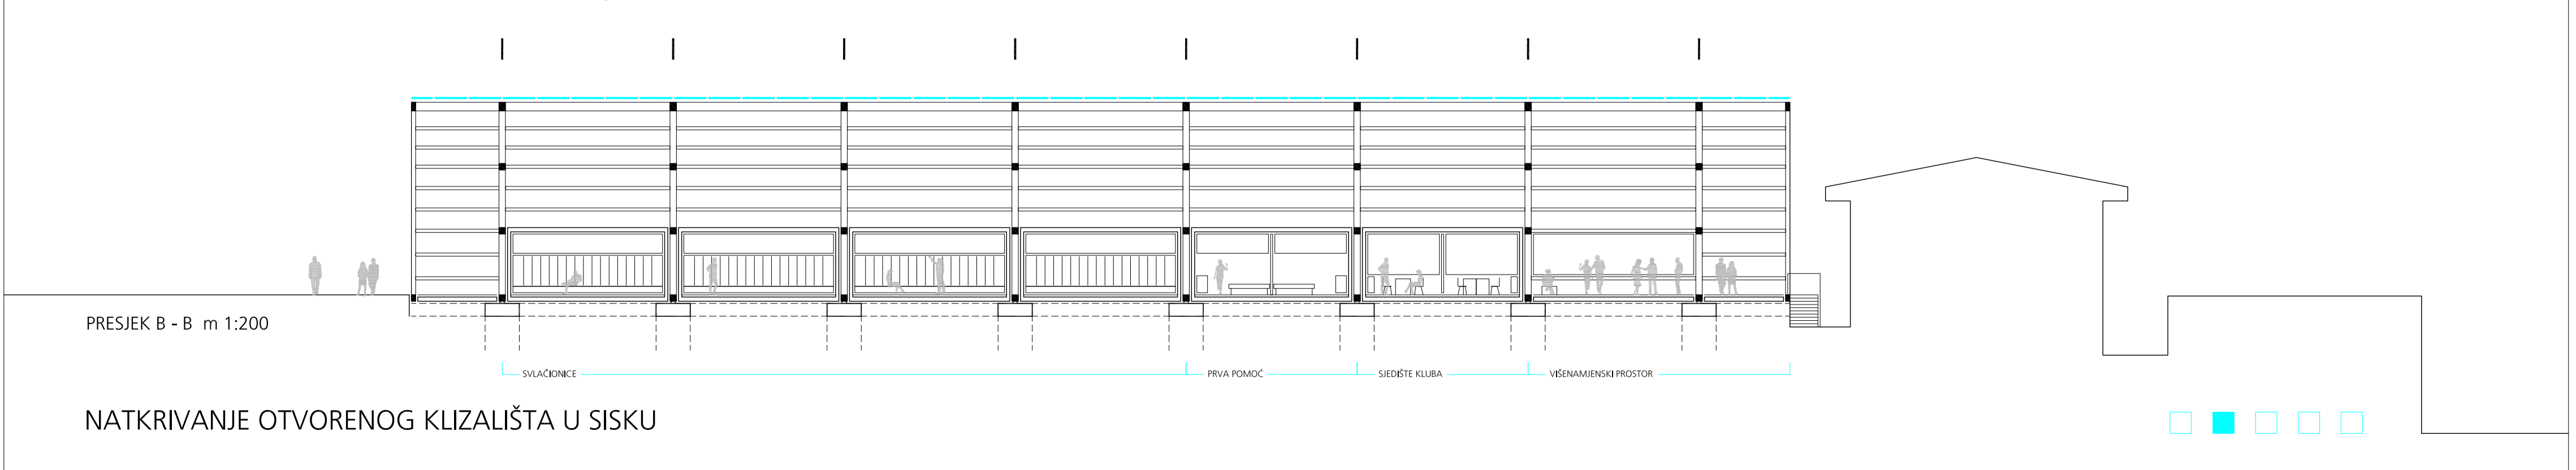 PRESJEK B - B m 1:200
SVLAČIONICE
PRVA POMOĆ
SJEDIŠTE KLUBA
VIŠENAMJENSKI PROSTOR
NATKRIVANJE OTVORENOG KLIZALIŠTA U SISKU